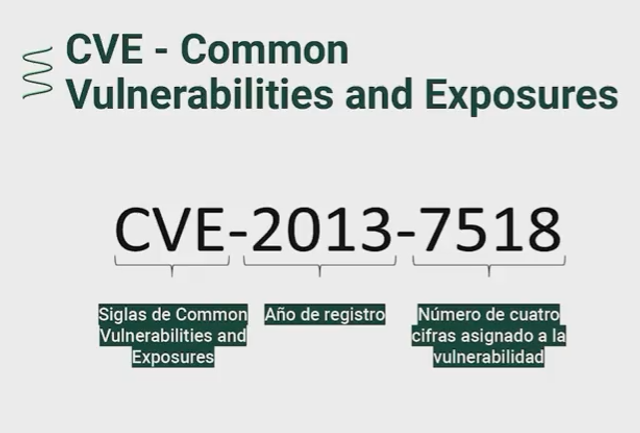 CVE - Common
Vulnerabilities and Exposures
CVE-2013-7518
Siglas de Common
Vulnerabilities and
Exposures
Año de registro
Número de cuatro
cifras asignado a la
vulnerabilidad